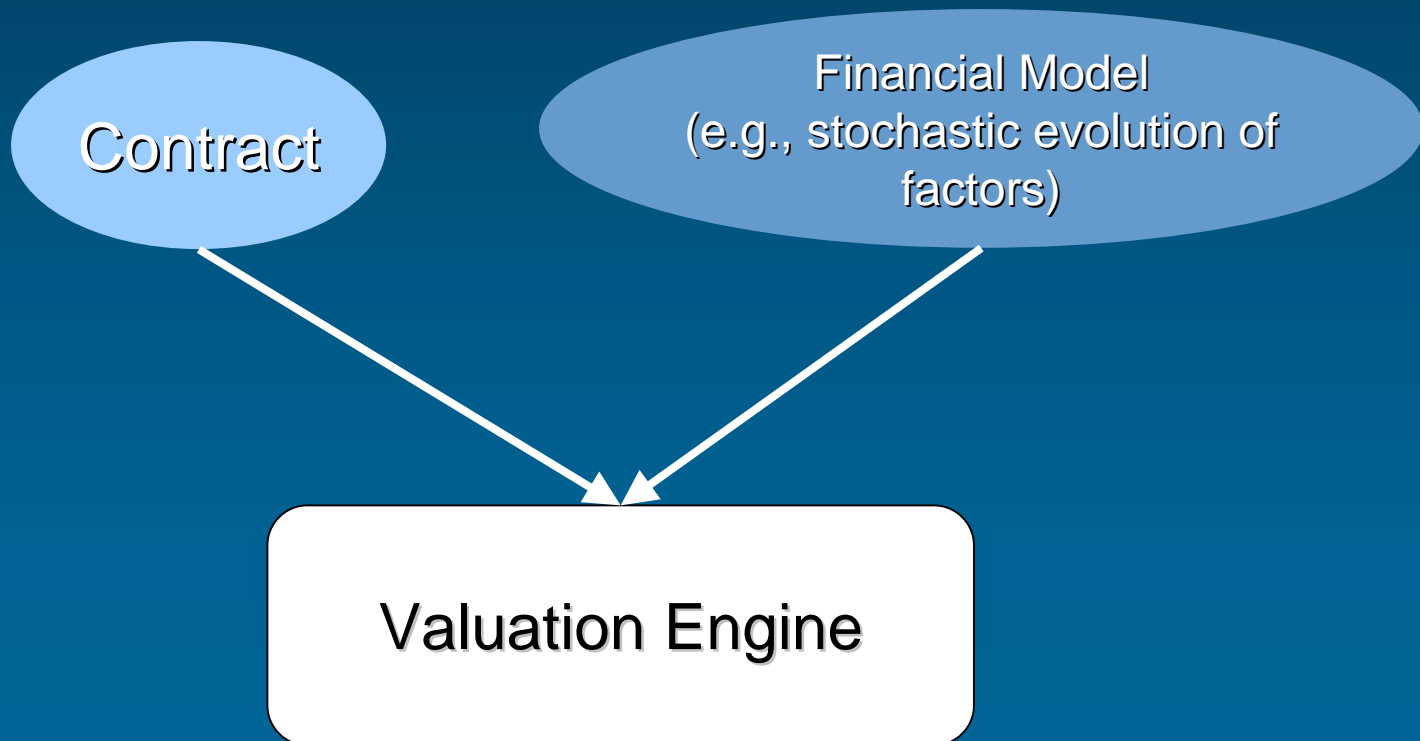 Contract
Financial Model
(e.g., stochastic evolution of
factors)
Valuation Engine